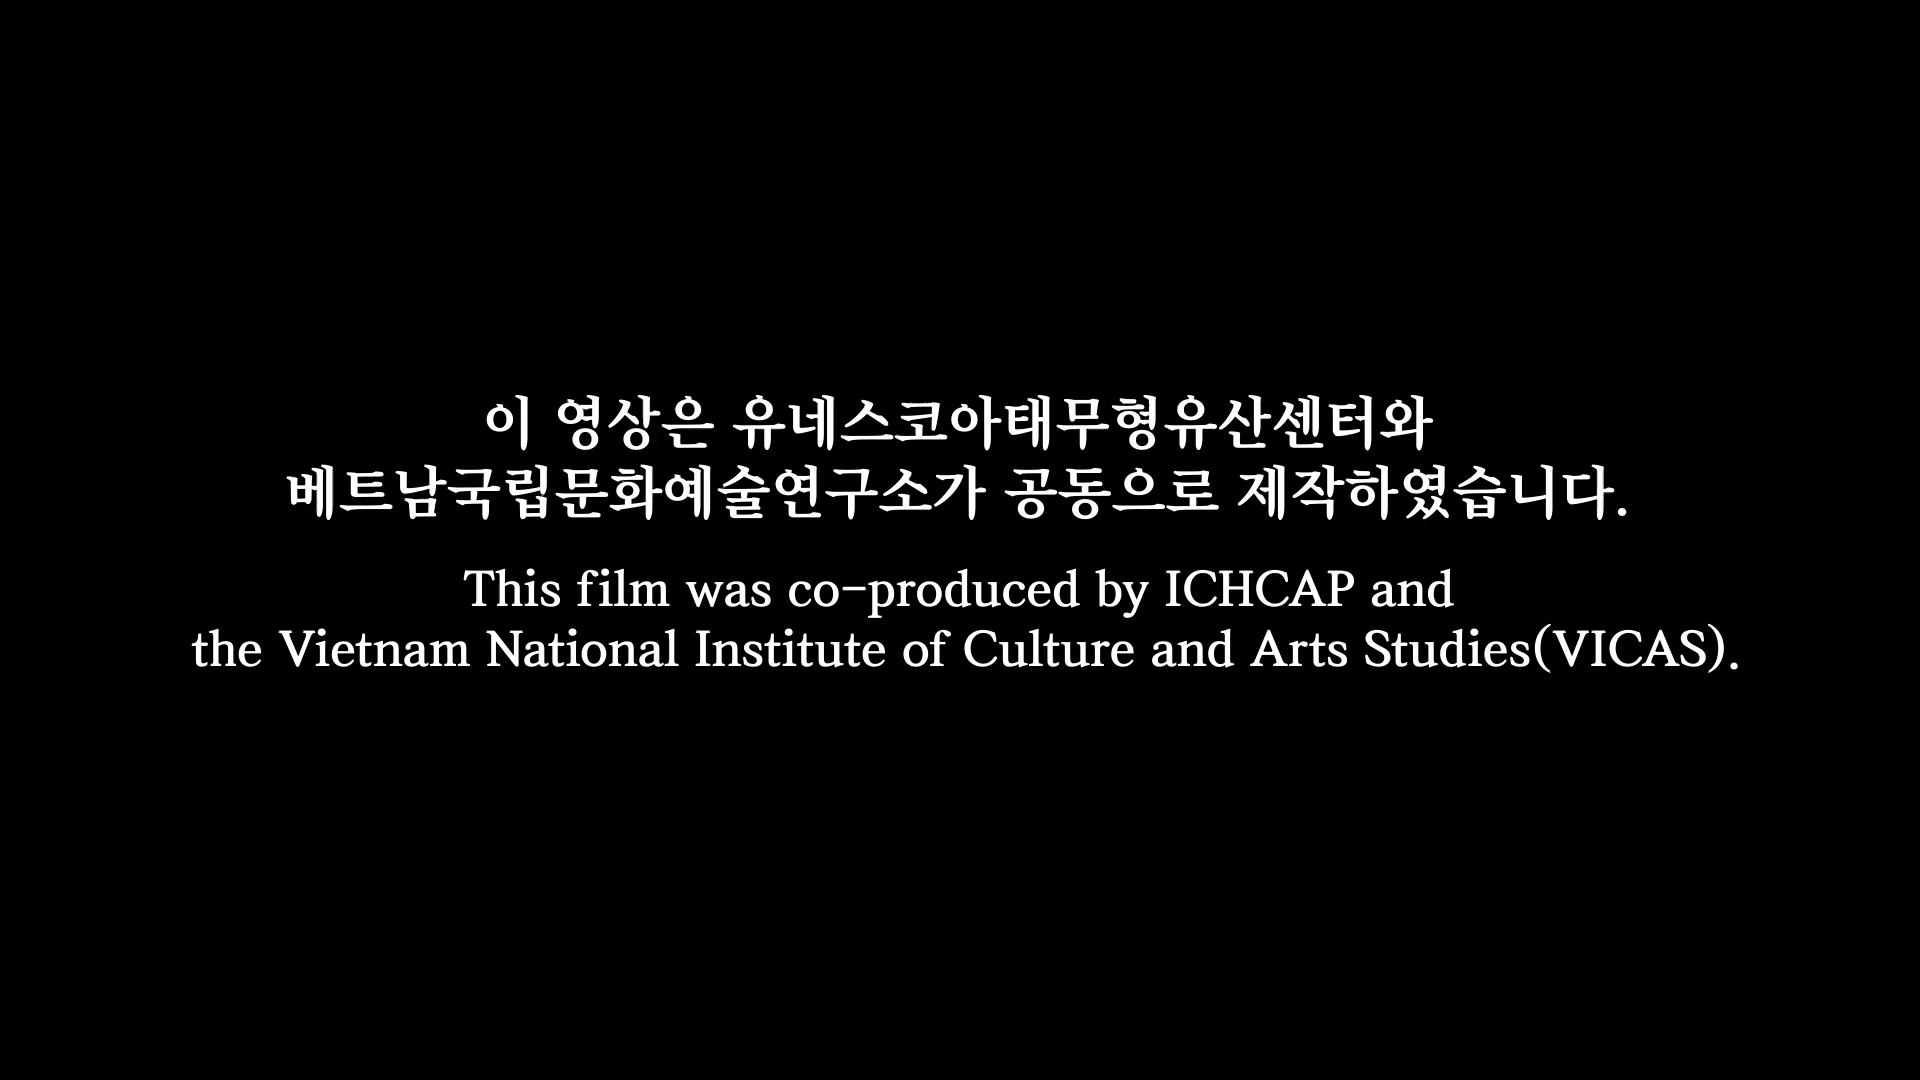 이 영상은 유네스코아태무형유산센터와
베트남국립문화예술연구소가 공동으로 제작하였습니다.
This film was co-produced by ICHCAP and
the Vietnam National Institute of Culture and Arts Studies(VICAS).